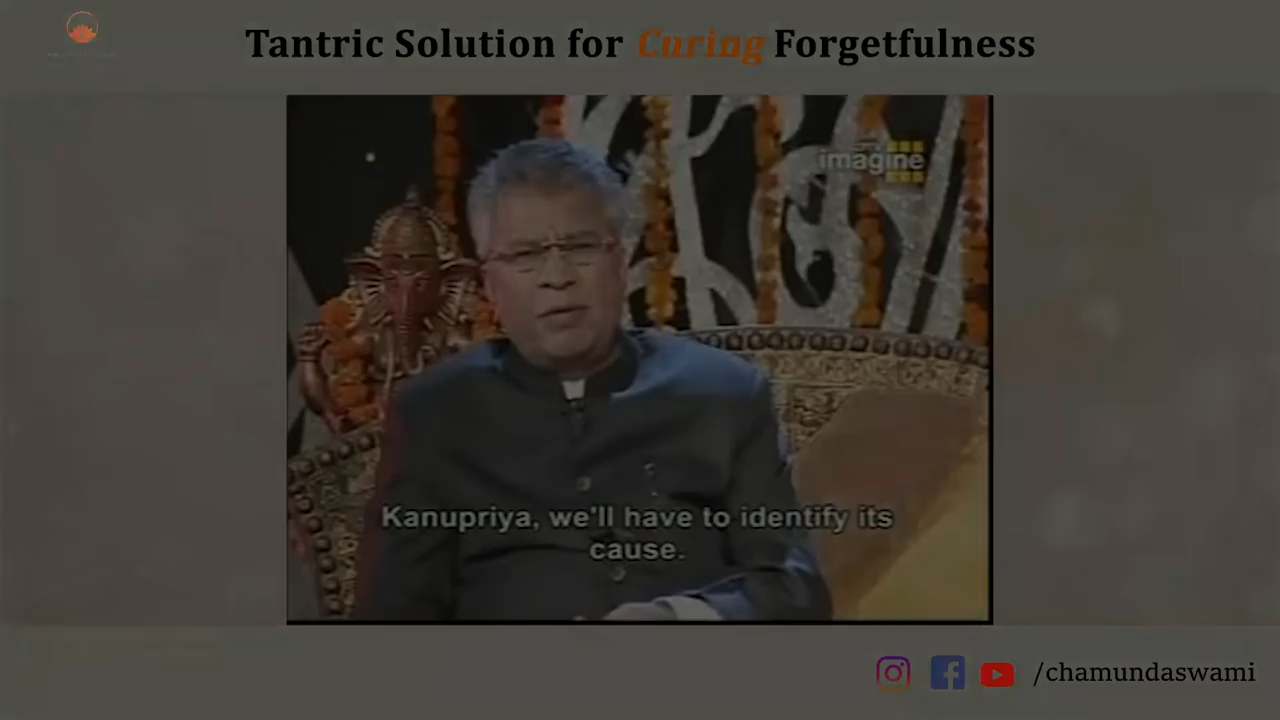 Tantric Solution for Curing Forgetfulness
imagine
Kanupriya, we'll have to identify its
cause.
/chamundaswami